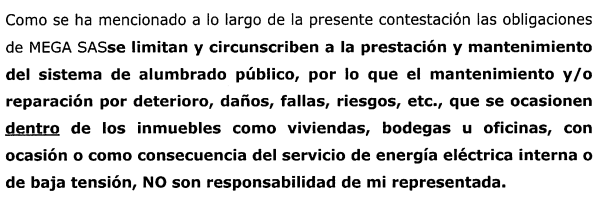 Como se ha mencionado a lo largo de la presente contestación las obligaciones
de MEGA SASse limitan y circunscriben a la prestación y mantenimiento
del sistema de alumbrado público, por lo que el mantenimiento y/o
reparación por deterioro, daños, fallas, riesgos, etc., que se ocasionen
dentro de los inmuebles como viviendas, bodegas u oficinas, con
ocasión o como consecuencia del servicio de energía eléctrica interna o
de baja tensión, NO son responsabilidad de mi representada.